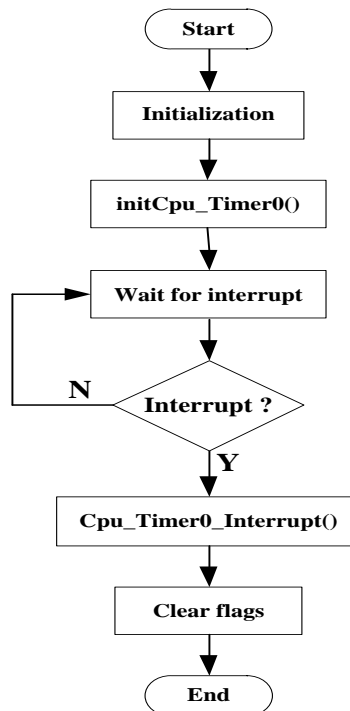 Start
Initialization
initCpu_Timer0()
Wait for interrupt
Interrupt ?
N
Y
Cpu_Timer0_Interrupt()
Clear flags
End